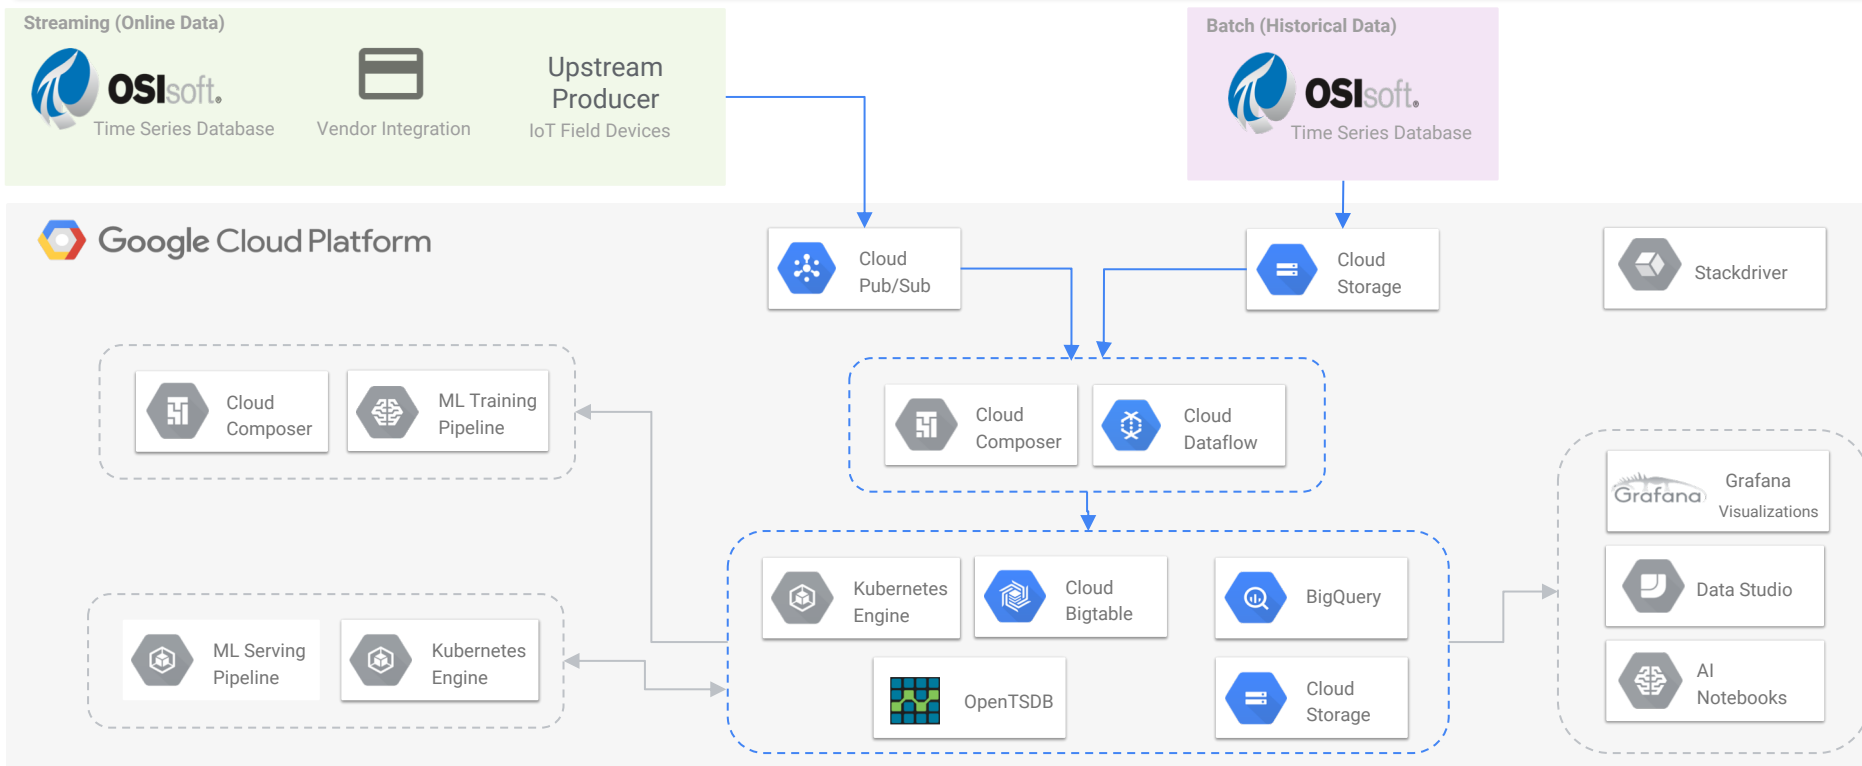 Streaming (Online Data)
OSIsoft.
Time Series Database
Vendor Integration
Upstream
Producer
IoT Field Devices
Batch (Historical Data)
OSIsoft.
Time Series Database
Google Cloud Platform
Cloud
Pub/Sub
Cloud
Storage
Stackdriver
Cloud
Composer
ML Training
Pipeline
Cloud
Composer
Cloud
Dataflow
Grafana
Grafana
Visualizations
Kubernetes
Engine
Cloud
Bigtable
BigQuery
Data Studio
ML Serving
Pipeline
Kubernetes
Engine
OpenTSDB
Cloud
Storage
AI
Notebooks